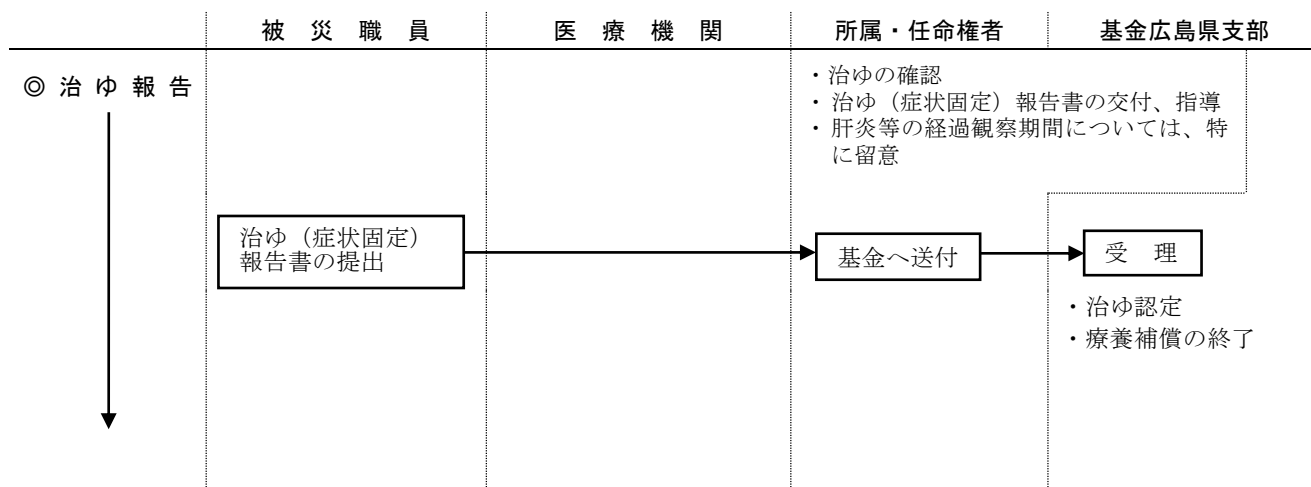 被 災 職 員
医 療 機 関
所属・任命権者
基金広島県支部
◎ 治 ゆ 報 告
・治ゆの確認
・治ゆ（症状固定）報告書の交付、指導
・肝炎等の経過観察期間については、特
に留意
治ゆ（症状固定）
報告書の提出
基金へ送付
受　理
・治ゆ認定
・療養補償の終了